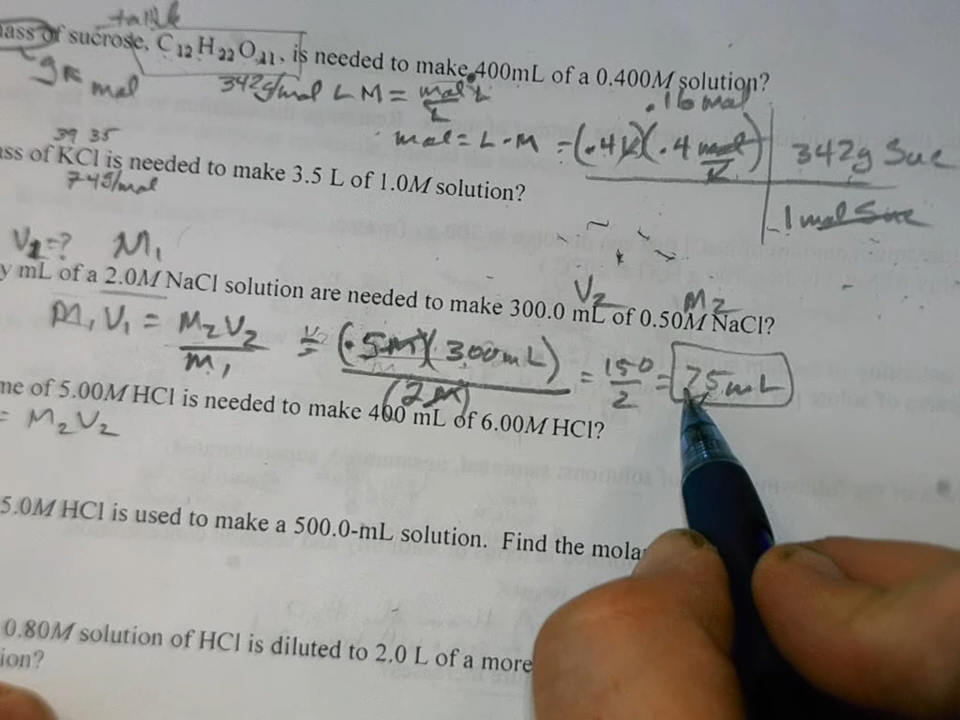 table
mass of sucrose, C12H22O11, is needed to make 400mL of a 0.400M solution?
gr mol 342g/mol L M = mol L
L
.16 mol
mol = L·M = (.4 L)(.4 mol/L) 342g Suc
1 mol Suc
39 35
ass of KCl is needed to make 3.5 L of 1.0M solution?
74g/mol
V1=? M1
y mL of a 2.0M NaCl solution are needed to make 300.0 mL of 0.50M NaCl?
V2 M2
M1V1 = M2V2/M1 = (.5M)(300mL)/(2M) = 150/2 = 75mL
me of 5.00M HCl is needed to make 400 mL of 6.00M HCl?
= M2V2
5.0M HCl is used to make a 500.0-mL solution. Find the mola
0.80M solution of HCl is diluted to 2.0 L of a more
ion?